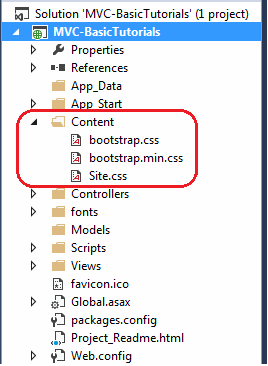 Solution 'MVC-BasicTutorials' (1 project)
MVC-BasicTutorials
Properties
References
App_Data
App_Start
Content
bootstrap.css
bootstrap.min.css
Site.css
Controllers
fonts
Models
Scripts
Views
favicon.ico
Global.asax
packages.config
Project_Readme.html
Web.config